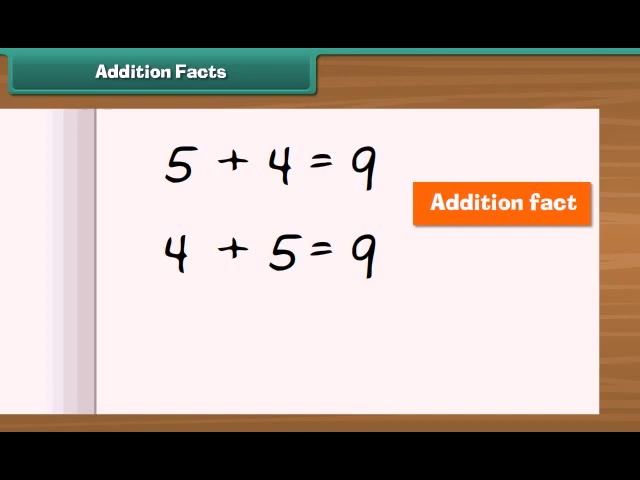 Addition Facts
5 + 4 = 9
Addition fact
4 + 5 = 9